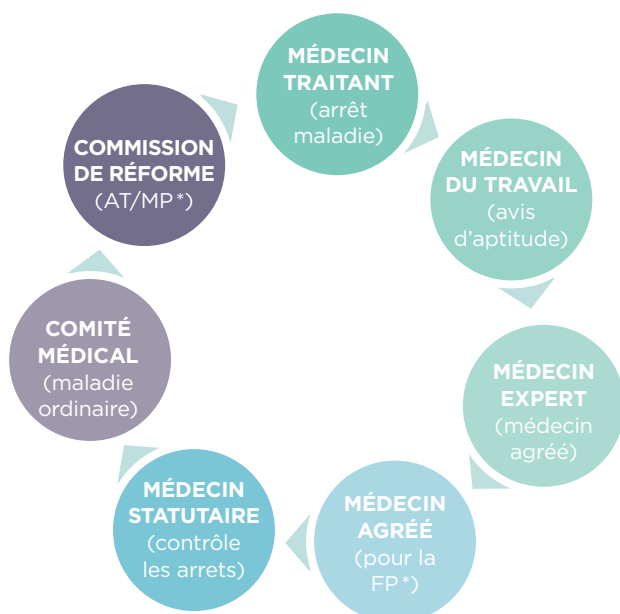 MÉDECIN
TRAITANT
(arrêt
maladie)
MÉDECIN
DU TRAVAIL
(avis
d'aptitude)
MÉDECIN
EXPERT
(médecin
agréé)
MÉDECIN
AGRÉÉ
(pour la
FP*)
MÉDECIN
STATUTAIRE
(contrôle
les arrets)
COMITÉ
MÉDICAL
(maladie
ordinaire)
COMMISSION
DE RÉFORME
(AT/MP*)